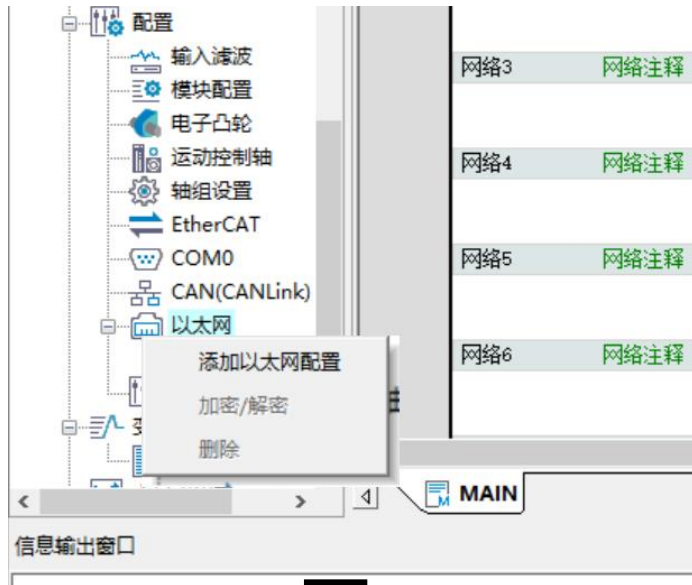 配置
输入滤波
模块配置
电子凸轮
运动控制轴
轴组设置
EtherCAT
COM0
CAN(CANLink)
以太网
添加以太网配置
加密/解密
删除
网络3 网络注释
网络4 网络注释
网络5 网络注释
网络6 网络注释
MAIN
信息输出窗口